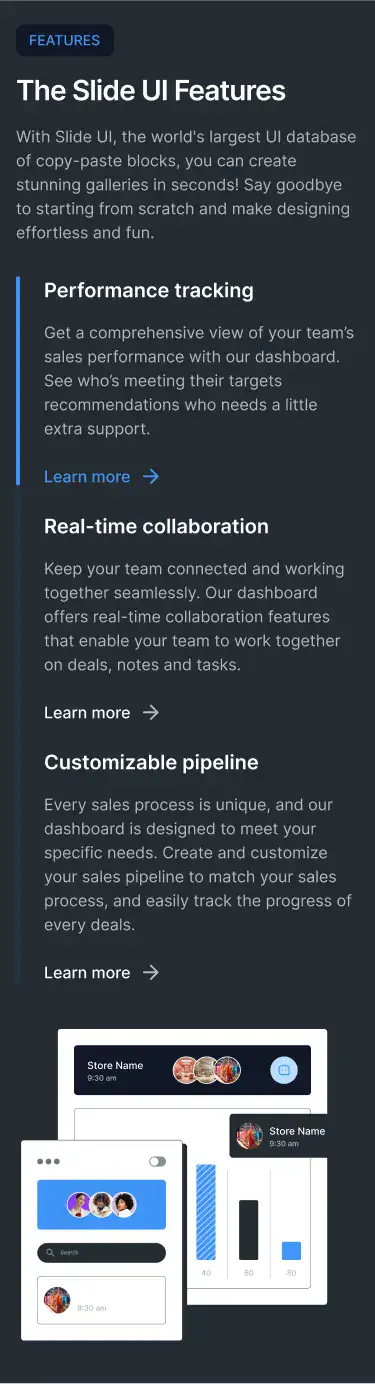 FEATURES
The Slide UI Features
With Slide UI, the world's largest UI database
of copy-paste blocks, you can create
stunning galleries in seconds! Say goodbye
to starting from scratch and make designing
effortless and fun.
Performance tracking
Get a comprehensive view of your team’s
sales performance with our dashboard.
See who’s meeting their targets
recommendations who needs a little
extra support.
Learn more
Real-time collaboration
Keep your team connected and working
together seamlessly. Our dashboard
offers real-time collaboration features
that enable your team to work together
on deals, notes and tasks.
Learn more
Customizable pipeline
Every sales process is unique, and our
dashboard is designed to meet your
specific needs. Create and customize
your sales pipeline to match your sales
process, and easily track the progress of
every deals.
Learn more
Store Name
9:30 am
Store Name
9:30 am
Search
9:30 am
40
60
80